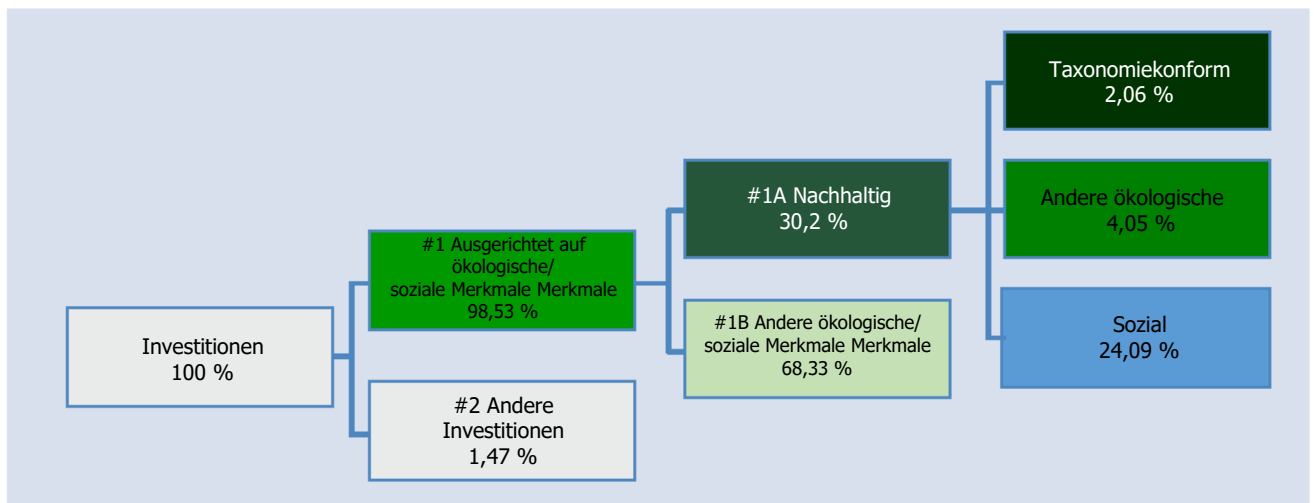 Investitionen
100 %
#1 Ausgerichtet auf
ökologische/
soziale Merkmale Merkmale
98,53 %
#2 Andere
Investitionen
1,47 %
#1A Nachhaltig
30,2 %
#1B Andere ökologische/
soziale Merkmale Merkmale
68,33 %
Taxonomiekonform
2,06 %
Andere ökologische
4,05 %
Sozial
24,09 %